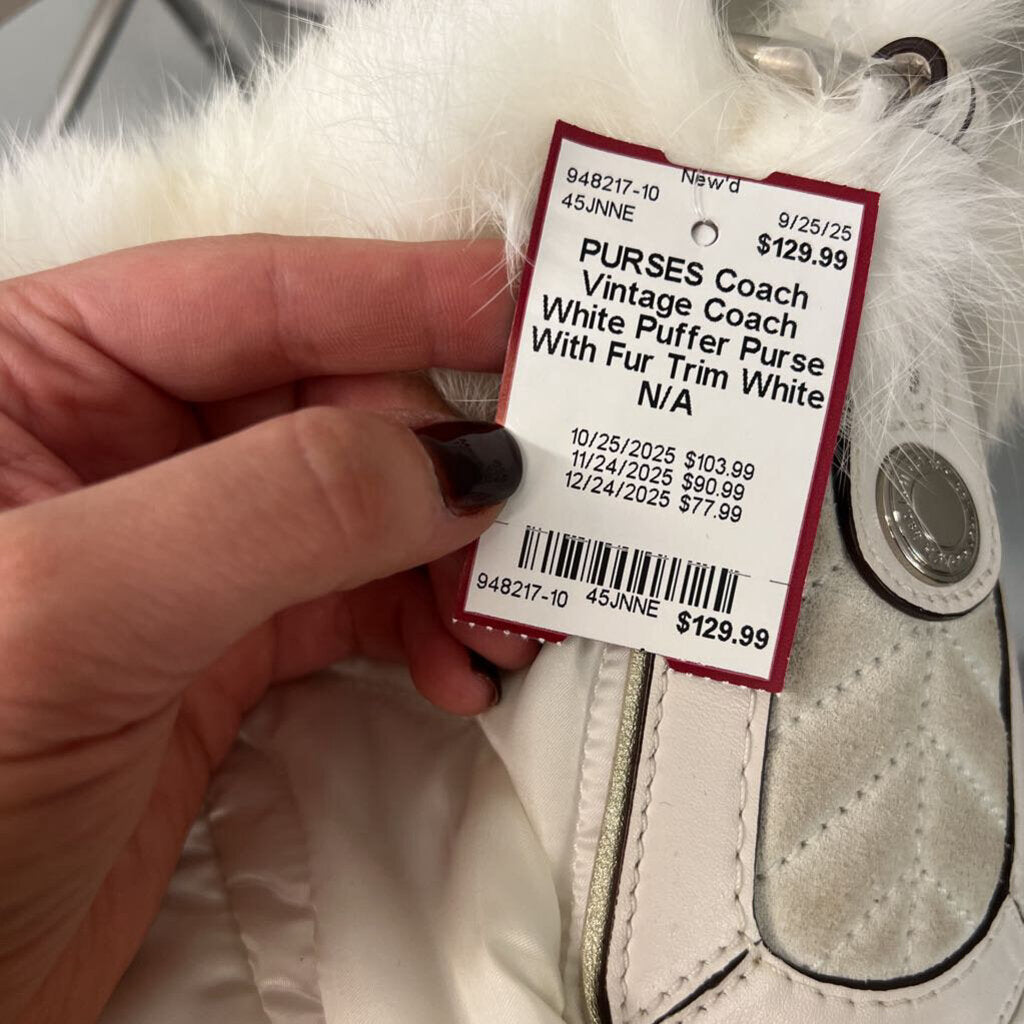 New'd
948217-10
45JNNE
9/25/25
$129.99
PURSES Coach
Vintage Coach
White Puffer Purse
With Fur Trim White
N/A
10/25/2025 $103.99
11/24/2025 $90.99
12/24/2025 $77.99
948217-10 45JNNE $129.99